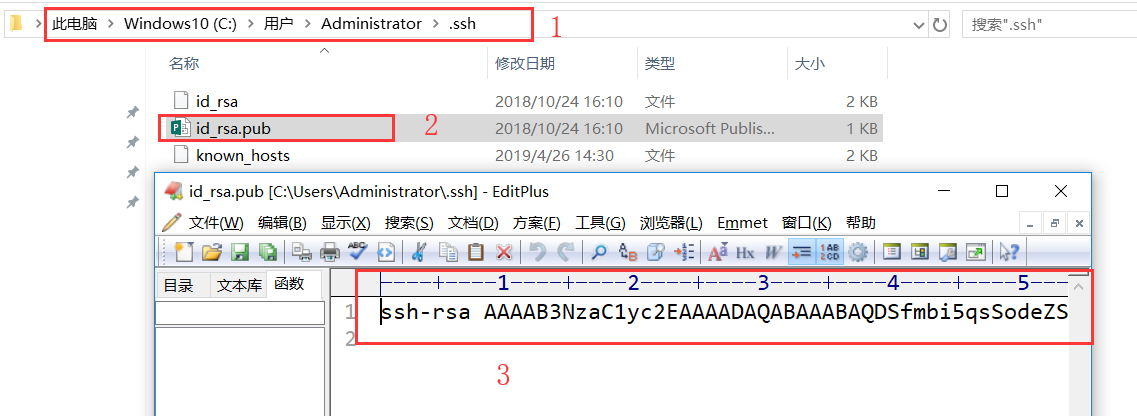 此电脑 > Windows10 (C:) > 用户 > Administrator > .ssh
1
搜索".ssh"
名称 修改日期 类型 大小
id_rsa 2018/10/24 16:10 文件 2 KB
id_rsa.pub 2018/10/24 16:10 Microsoft Publis... 1 KB
2
known_hosts 2019/4/26 14:30 文件 2 KB
id_rsa.pub [C:\Users\Administrator\.ssh] - EditPlus
文件(W) 编辑(B) 显示(X) 搜索(S) 文档(D) 方案(F) 工具(G) 浏览器(L) Emmet 窗口(K) 帮助
目录 文本库 函数
├----+----1----+----2----+----3----+----4----+----5
1 ssh-rsa AAAAB3NzaC1yc2EAAAADAQABAAABAQDSfmbi5qsSodeZS
2
3